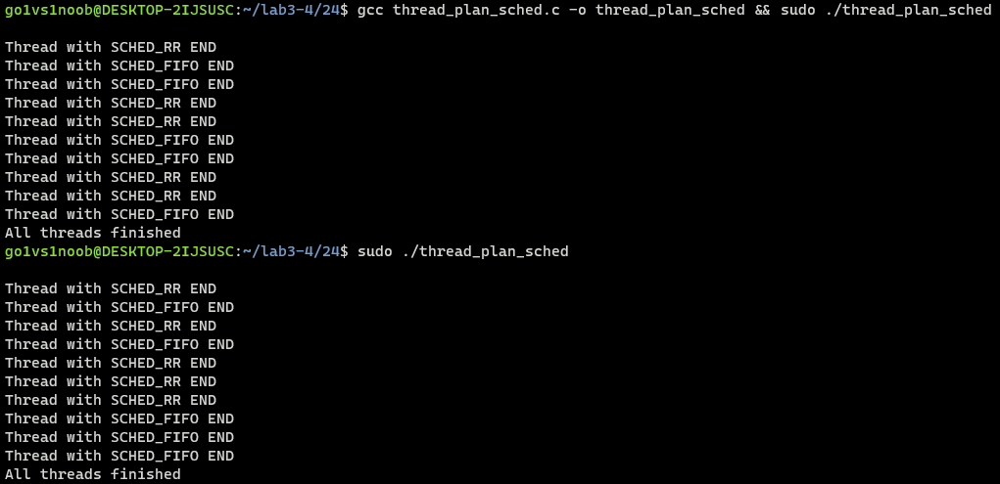 go1vs1noob@DESKTOP-2IJSUSC:~/lab3-4/24$ gcc thread_plan_sched.c -o thread_plan_sched && sudo ./thread_plan_sched
Thread with SCHED_RR END
Thread with SCHED_FIFO END
Thread with SCHED_FIFO END
Thread with SCHED_RR END
Thread with SCHED_RR END
Thread with SCHED_FIFO END
Thread with SCHED_FIFO END
Thread with SCHED_RR END
Thread with SCHED_RR END
Thread with SCHED_FIFO END
All threads finished
go1vs1noob@DESKTOP-2IJSUSC:~/lab3-4/24$ sudo ./thread_plan_sched
Thread with SCHED_RR END
Thread with SCHED_FIFO END
Thread with SCHED_RR END
Thread with SCHED_FIFO END
Thread with SCHED_RR END
Thread with SCHED_RR END
Thread with SCHED_RR END
Thread with SCHED_FIFO END
Thread with SCHED_FIFO END
Thread with SCHED_FIFO END
All threads finished